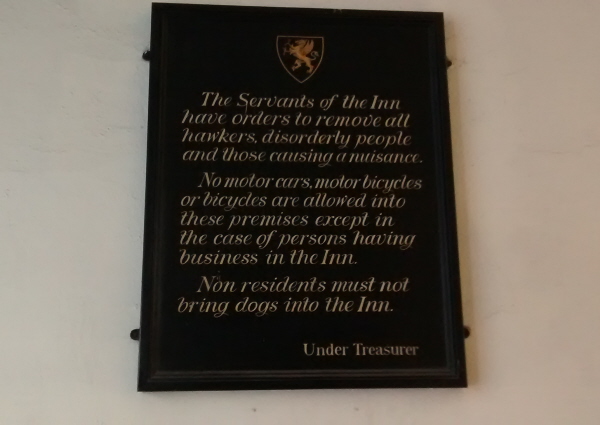 The Servants of the Inn
have orders to remove all
hawkers, disorderly people
and those causing a nuisance.
No motor cars, motor bicycles
or bicycles are allowed into
these premises except in
the case of persons having
business in the Inn.
Non residents must not
bring dogs into the Inn.
Under Treasurer